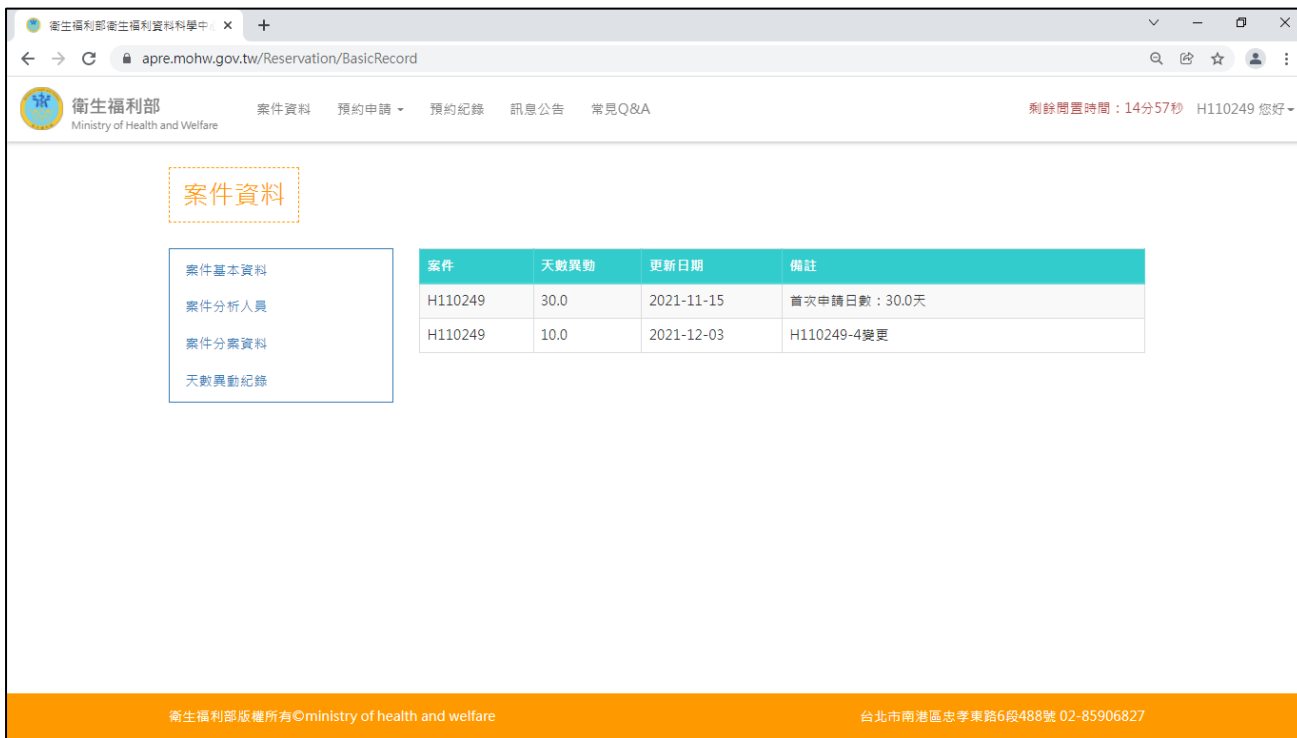 衛生福利部衛生福利資料科學中
apre.mohw.gov.tw/Reservation/BasicRecord
衛生福利部
Ministry of Health and Welfare
案件資料 預約申請 預約紀錄 訊息公告 常見Q&A
剩餘閒置時間：14分57秒 H110249 您好
案件資料
案件基本資料
案件分析人員
案件分案資料
天數異動紀錄
案件 天數異動 更新日期 備註
H110249 30.0 2021-11-15 首次申請日數：30.0天
H110249 10.0 2021-12-03 H110249-4變更
衛生福利部版權所有©ministry of health and welfare
台北市南港區忠孝東路6段488號 02-85906827